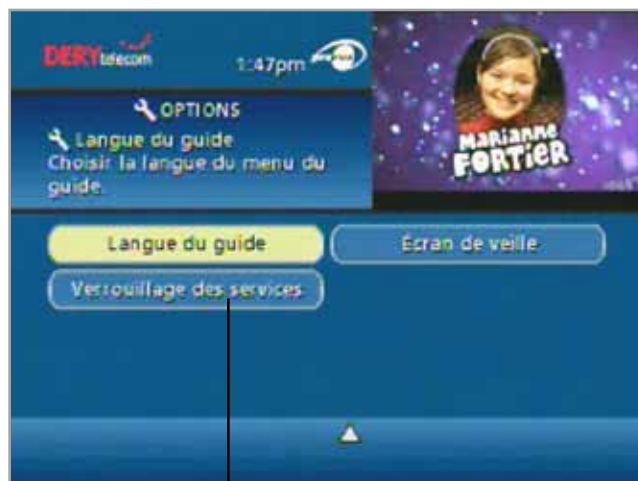 DERYtelecom
1:47pm
OPTIONS
Langue du guide
Choisir la langue du menu du
guide.
Marianne
FORTIER
Langue du guide
Écran de veille
Verrouillage des services